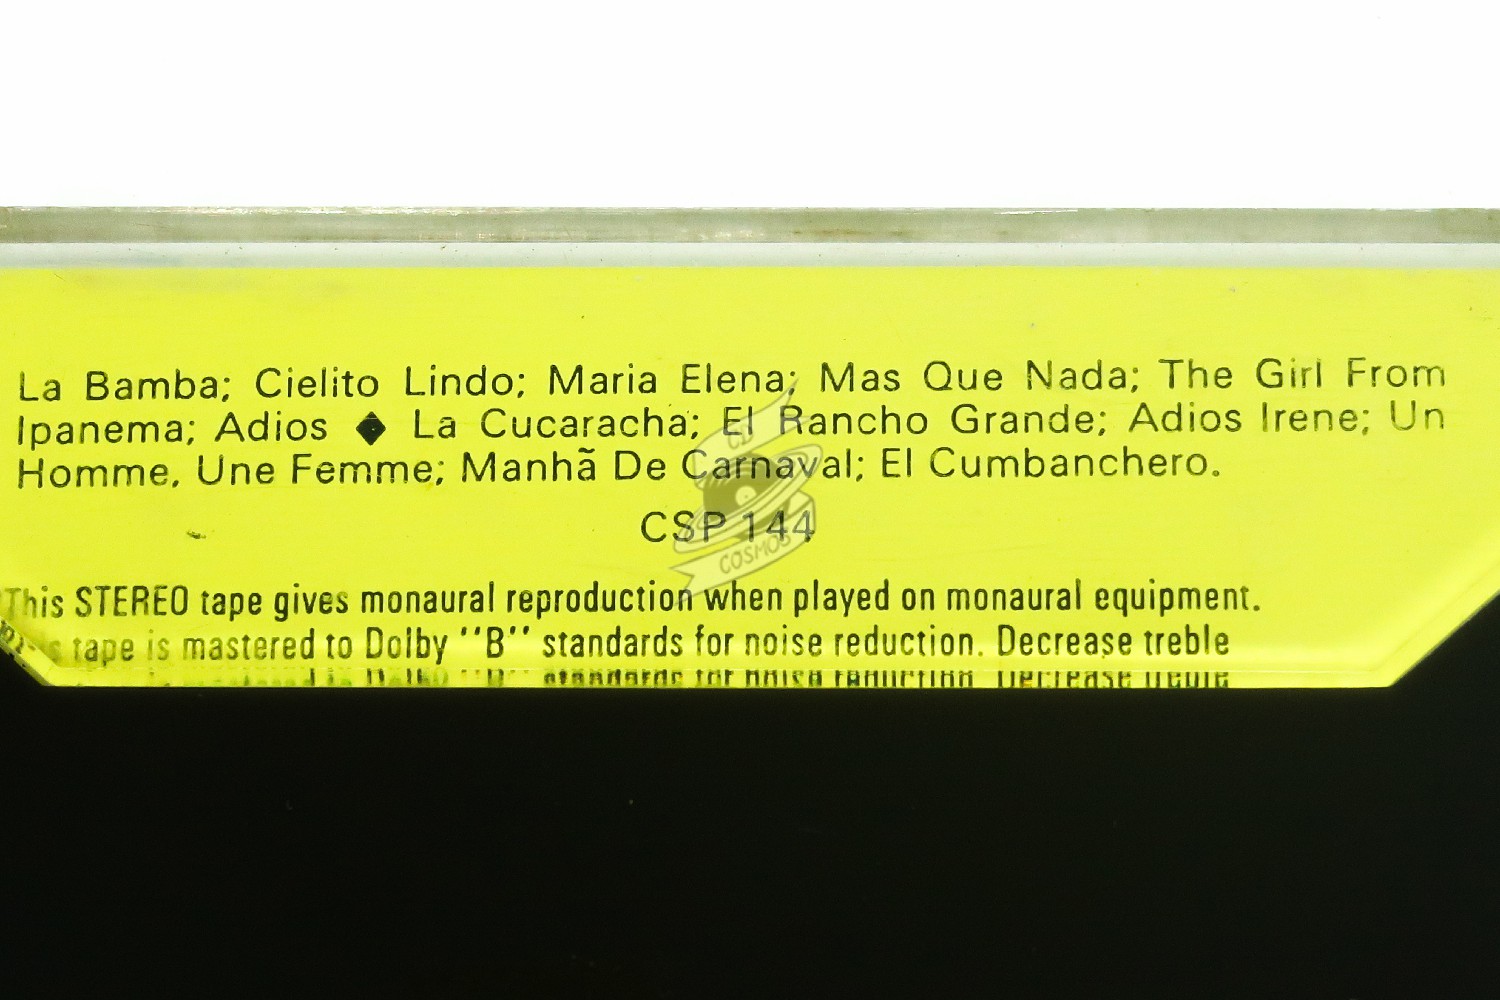 La Bamba; Cielito Lindo; Maria Elena; Mas Que Nada; The Girl From
Ipanema; Adios ◆ La Cucaracha; El Rancho Grande; Adios Irene; Un
Homme, Une Femme; Manhã De Carnaval; El Cumbanchero.
CD
CSP 144
COSMOS
This STEREO tape gives monaural reproduction when played on monaural equipment.
tape is mastered to Dolby ''B'' standards for noise reduction. Decrease treble